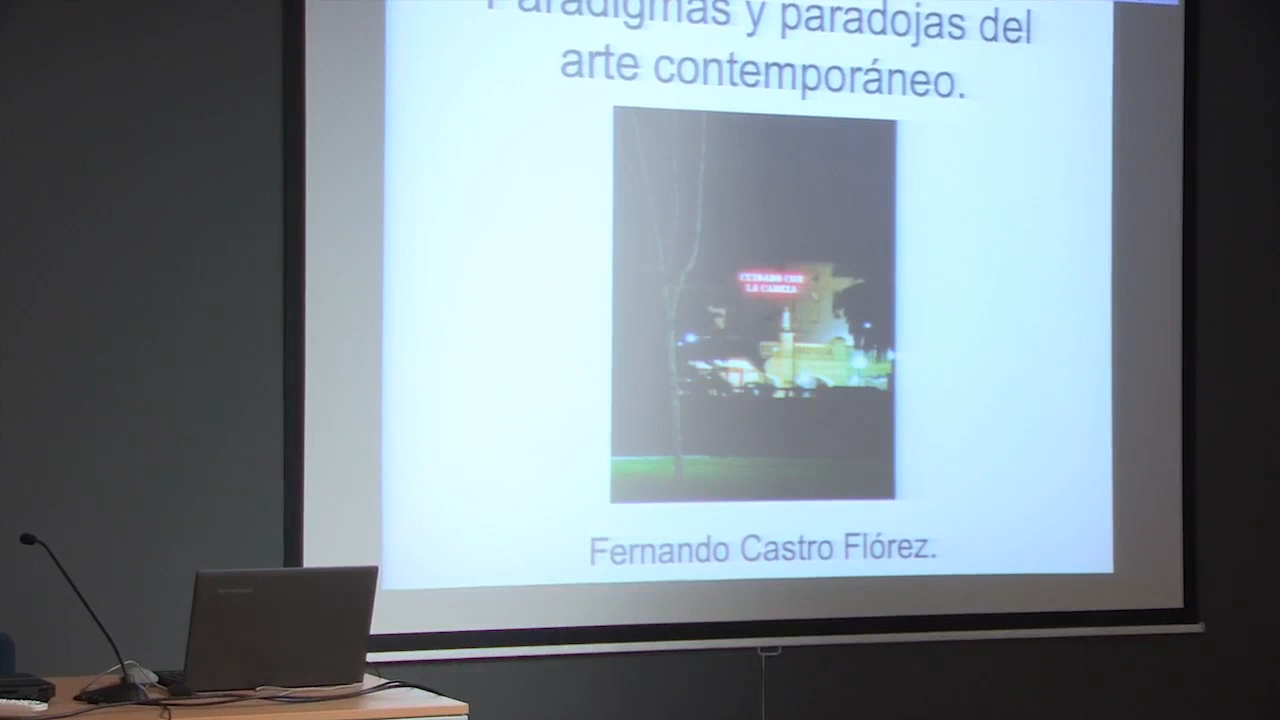 Paradigmas y paradojas del
arte contemporáneo.
CUIDADO CON
LA CABEZA
Fernando Castro Flórez.